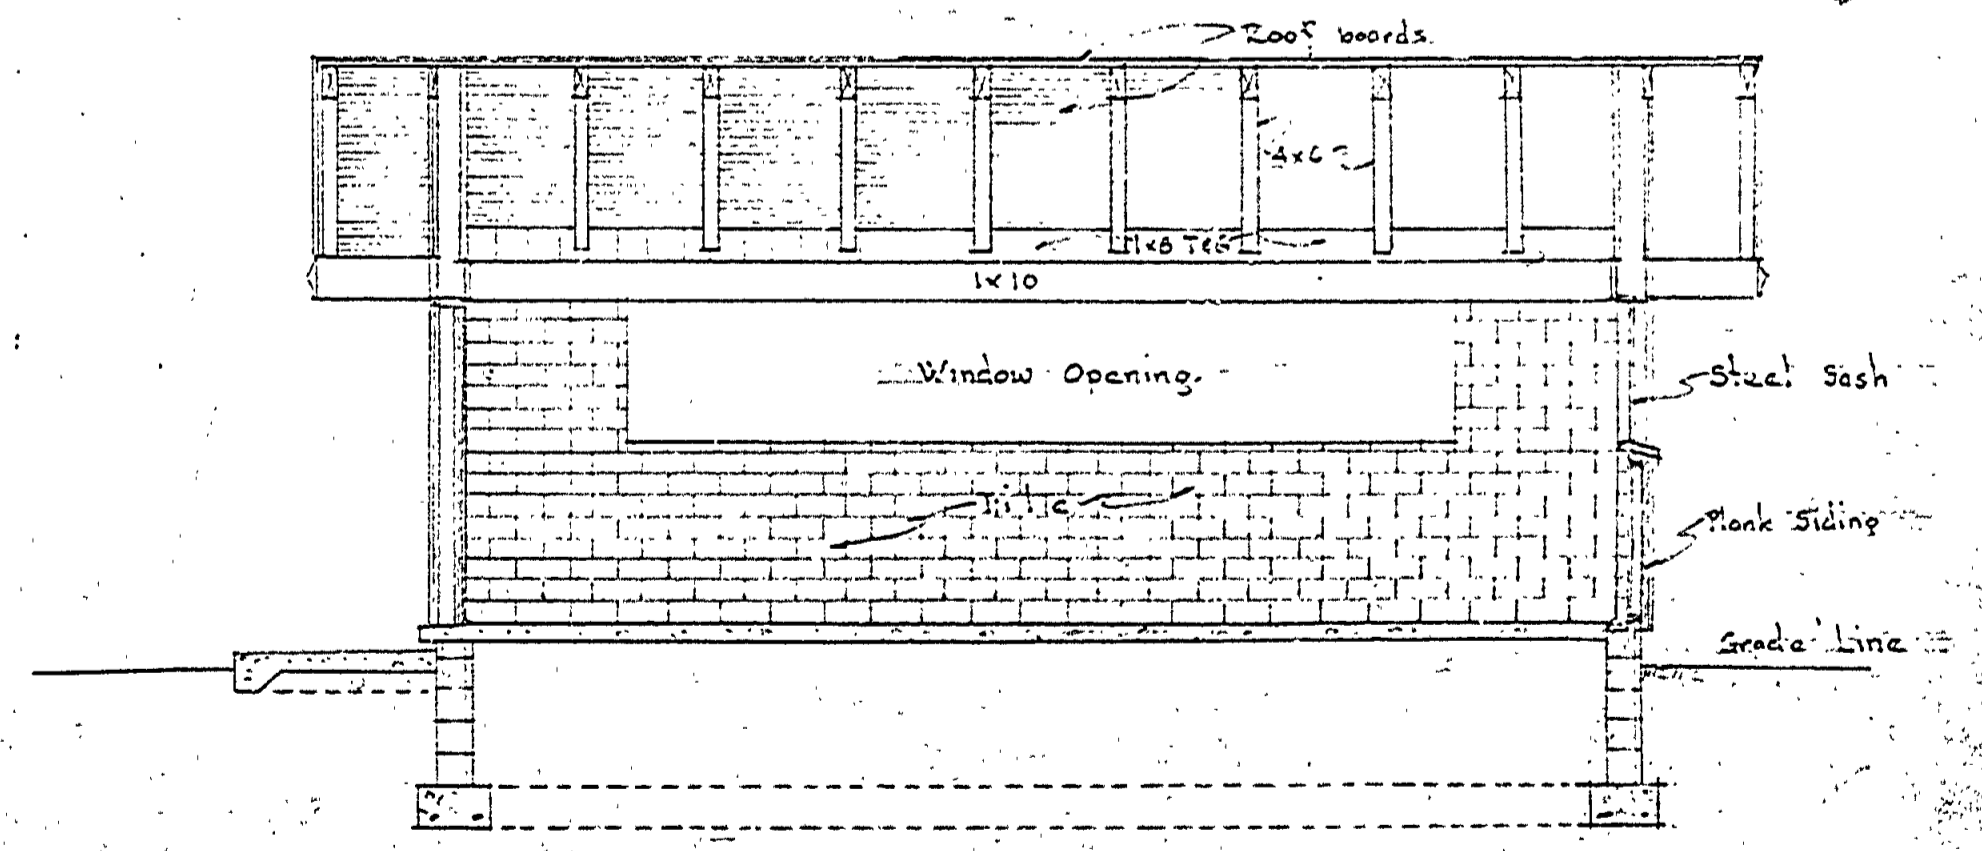 Roof boards.
4x6
1x8 T&G
1x10
Window Opening.
Steel Sash
Tile
Plank Siding
Grade Line